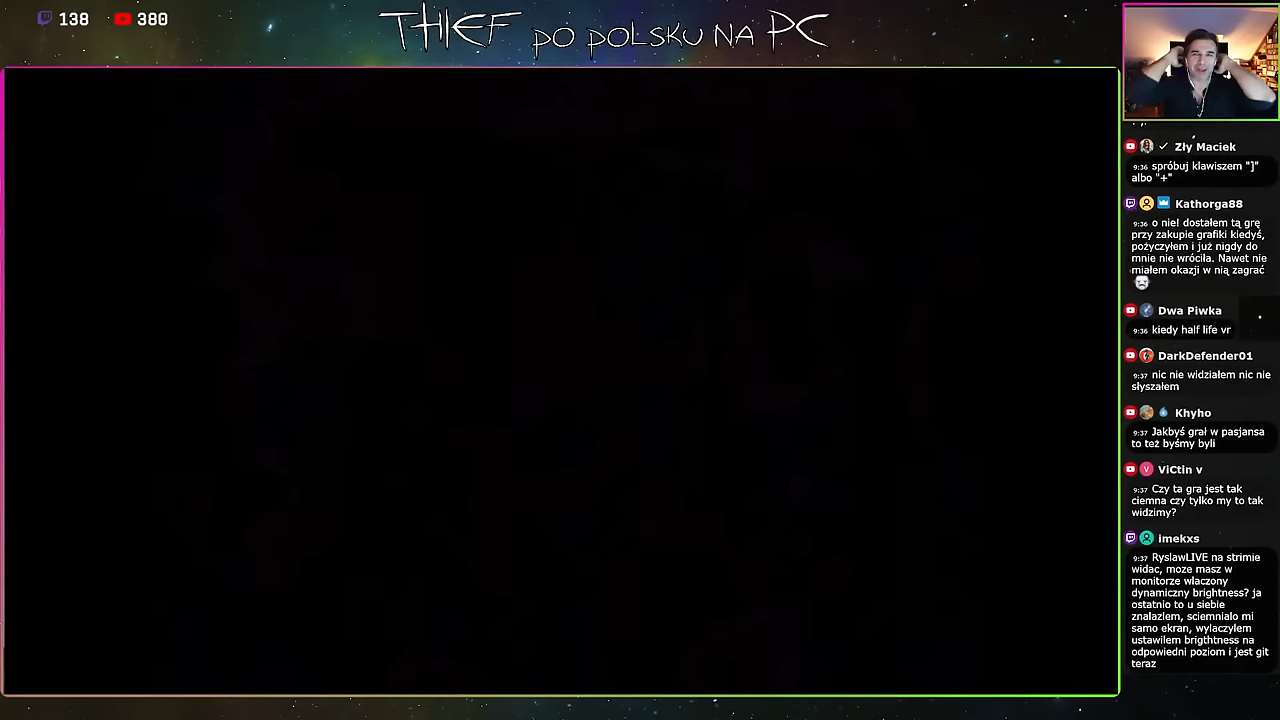 138
380
THIEF PO POLSKU NA PC
Zły Maciek
9:36 spróbuj klawiszem "]"
albo "+"
Kathorga88
9:36 o nie! dostałem tą grę
przy zakupie grafiki kiedyś,
pożyczyłem i już nigdy do
mnie nie wróciła. Nawet nie
miałem okazji w nią zagrać
Dwa Piwka
9:36 kiedy half life vr
DarkDefender01
9:37 nic nie widziałem nic nie
słyszałem
Khyho
9:37 Jakbyś grał w pasjansa
to też byśmy byli
V ViCtin v
9:37 Czy ta gra jest tak
ciemna czy tylko my to tak
widzimy?
imekxs
9:37 RysławLIVE na strimie
widac, moze masz w
monitorze wlaczony
dynamiczny brightness? ja
ostatnio to u siebie
znalazlem, sciemnialo mi
samo ekran, wylaczylem
ustawilem brigthtness na
odpowiedni poziom i jest git
teraz